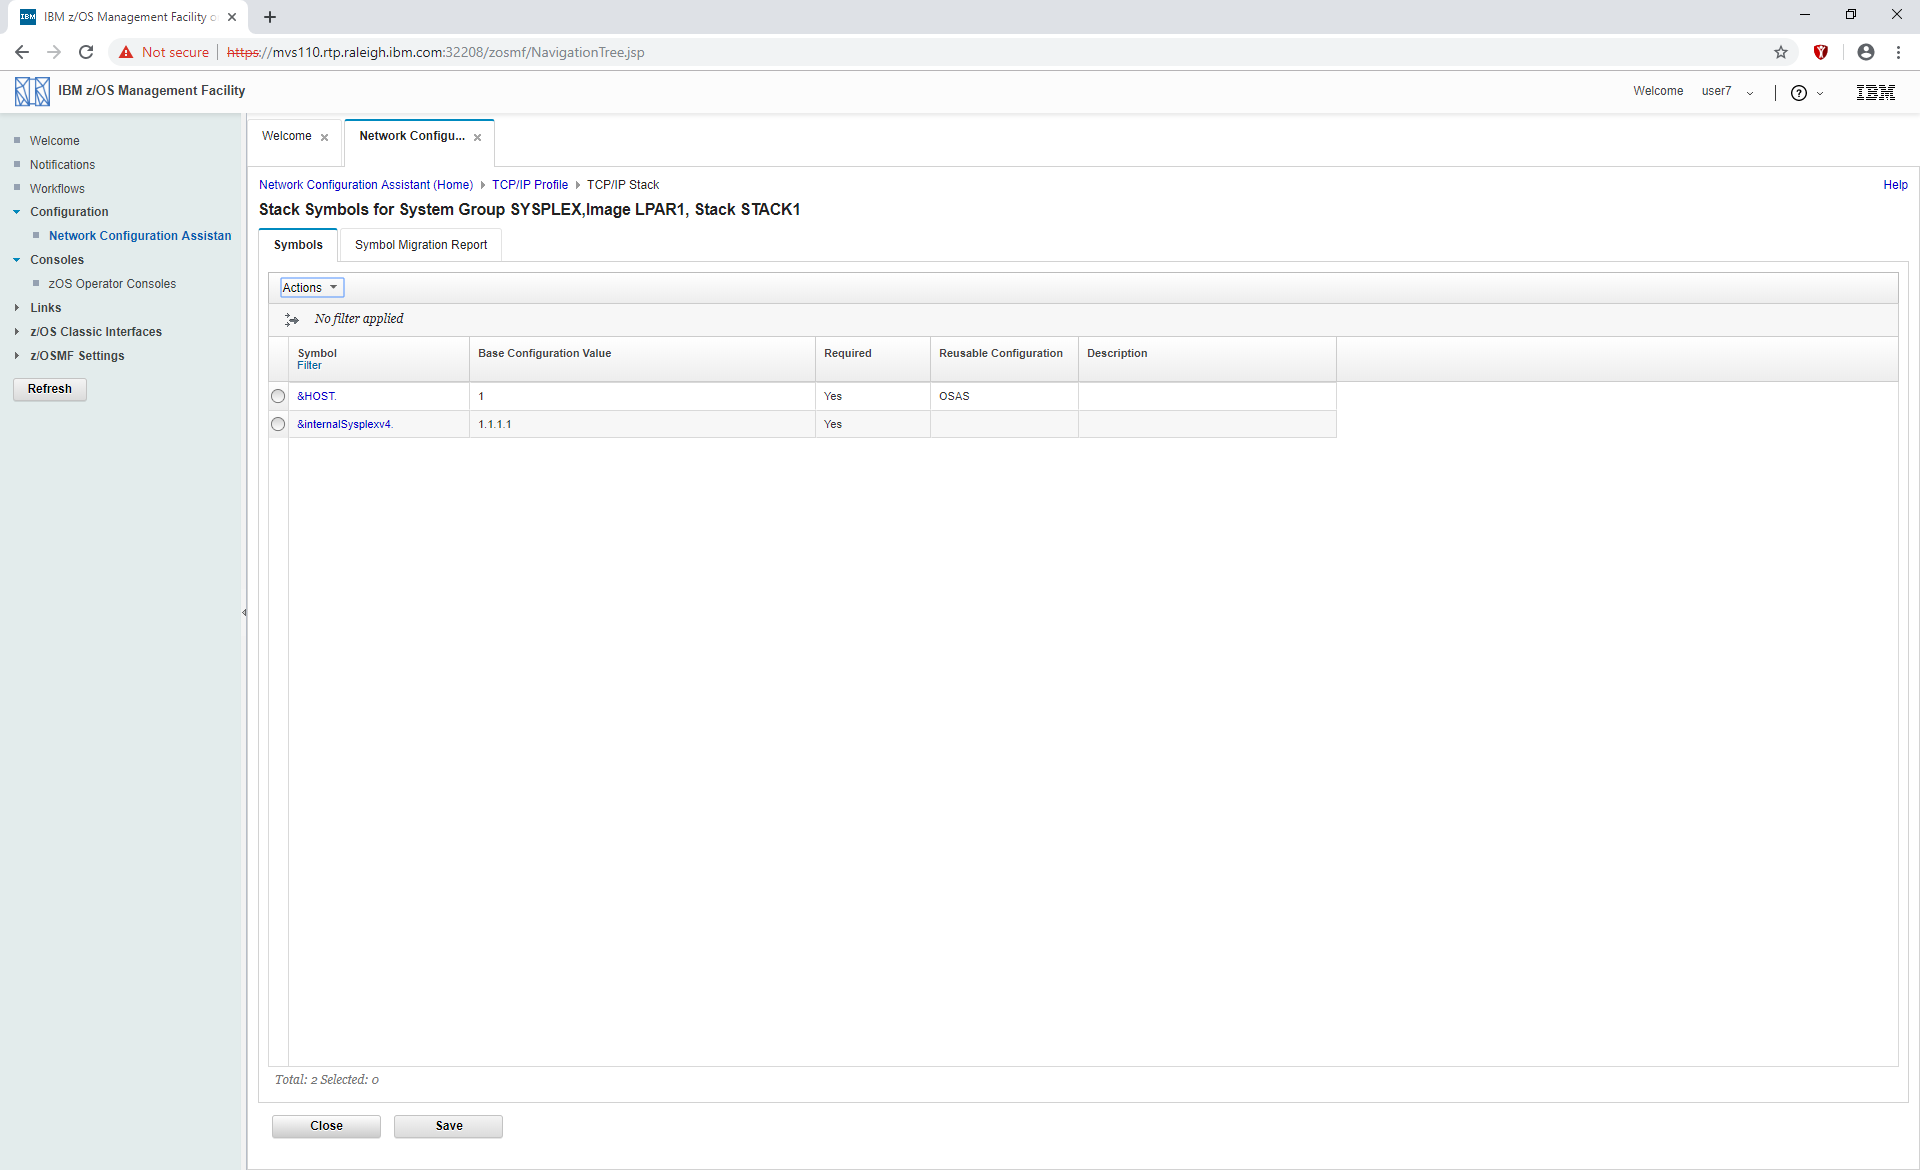 IBM IBM z/OS Management Facility o
Not secure https://mvs110.rtp.raleigh.ibm.com:32208/zosmf/NavigationTree.jsp
IBM z/OS Management Facility
Welcome user7 ? IBM
Welcome
Notifications
Workflows
Configuration
Network Configuration Assistan
Consoles
zOS Operator Consoles
Links
z/OS Classic Interfaces
z/OSMF Settings
Refresh
Welcome Network Configu...
Network Configuration Assistant (Home) TCP/IP Profile TCP/IP Stack
Help
Stack Symbols for System Group SYSPLEX,Image LPAR1, Stack STACK1
Symbols Symbol Migration Report
Actions
No filter applied
Symbol Base Configuration Value Required Reusable Configuration Description
Filter
&HOST. 1 Yes OSAS
&internalSysplexv4. 1.1.1.1 Yes
Total: 2 Selected: 0
Close Save